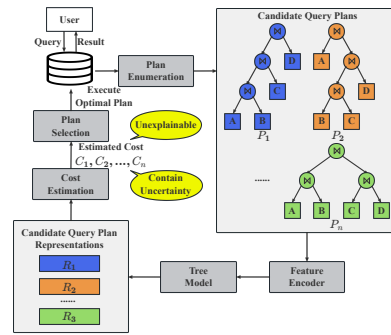 User
Query
Result
Execute
Optimal Plan
Plan
Enumeration
Candidate Query Plans
⋈
⋈
D
⋈
C
A
B
P₁
⋈
A
⋈
⋈
D
B
C
P₂
⋈
⋈
⋈
......
A
B
C
D
Pₙ
Plan
Selection
Unexplainable
Estimated Cost
C₁, C₂, ..., Cₙ
Cost
Estimation
Contain
Uncertainty
Candidate Query Plan
Representations
R₁
R₂
......
R₃
Tree
Model
Feature
Encoder